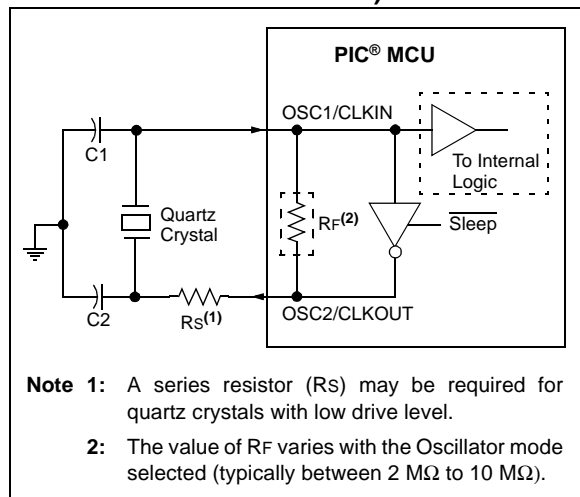 PIC® MCU
OSC1/CLKIN
C1
To Internal
Logic
Quartz
Crystal
RF(2)
Sleep
C2
RS(1)
OSC2/CLKOUT
Note 1: A series resistor (RS) may be required for
quartz crystals with low drive level.
2: The value of RF varies with the Oscillator mode
selected (typically between 2 MΩ to 10 MΩ).